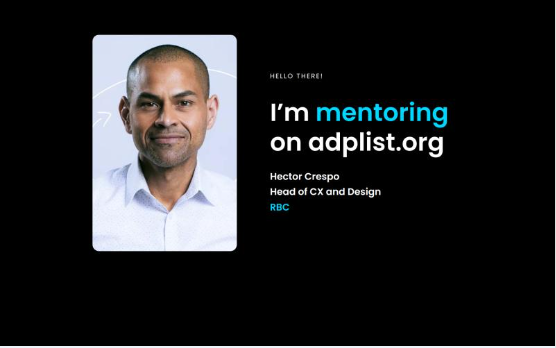 HELLO THERE!
I’m mentoring
on adplist.org
Hector Crespo
Head of CX and Design
RBC